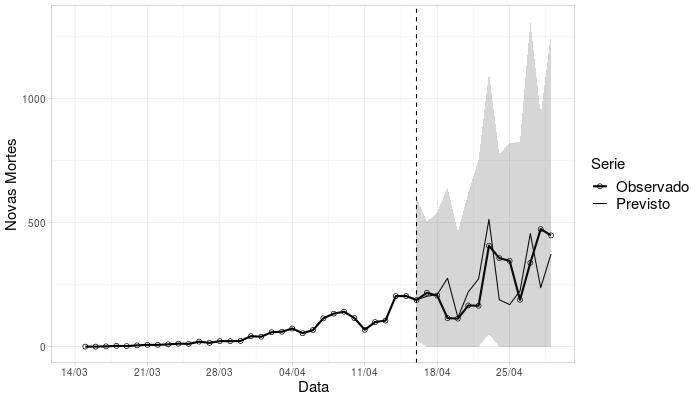 1000
500
0
Novas Mortes
14/03 21/03 28/03 04/04 11/04 18/04 25/04
Data
Serie
Observado
Previsto